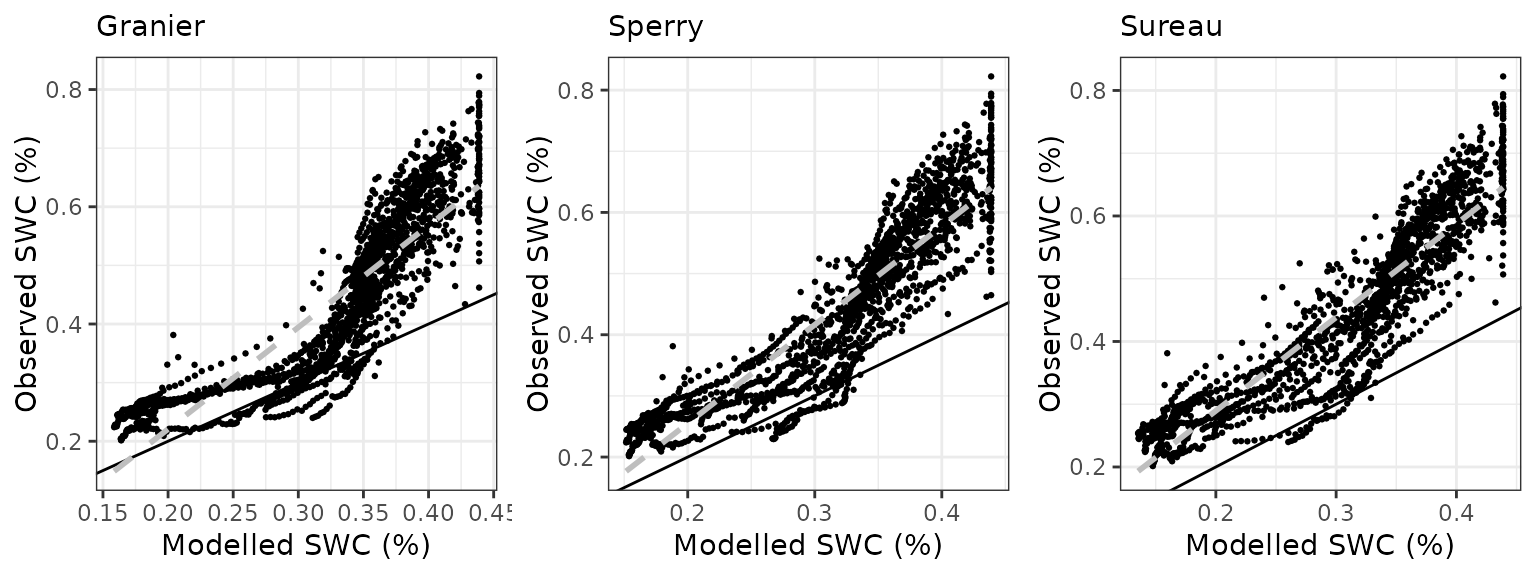 Granier
Observed SWC (%)
0.8
0.6
0.4
0.2
0.15 0.20 0.25 0.30 0.35 0.40 0.45
Modelled SWC (%)
Sperry
Observed SWC (%)
0.8
0.6
0.4
0.2
0.2 0.3 0.4
Modelled SWC (%)
Sureau
Observed SWC (%)
0.8
0.6
0.4
0.2
0.2 0.3 0.4
Modelled SWC (%)